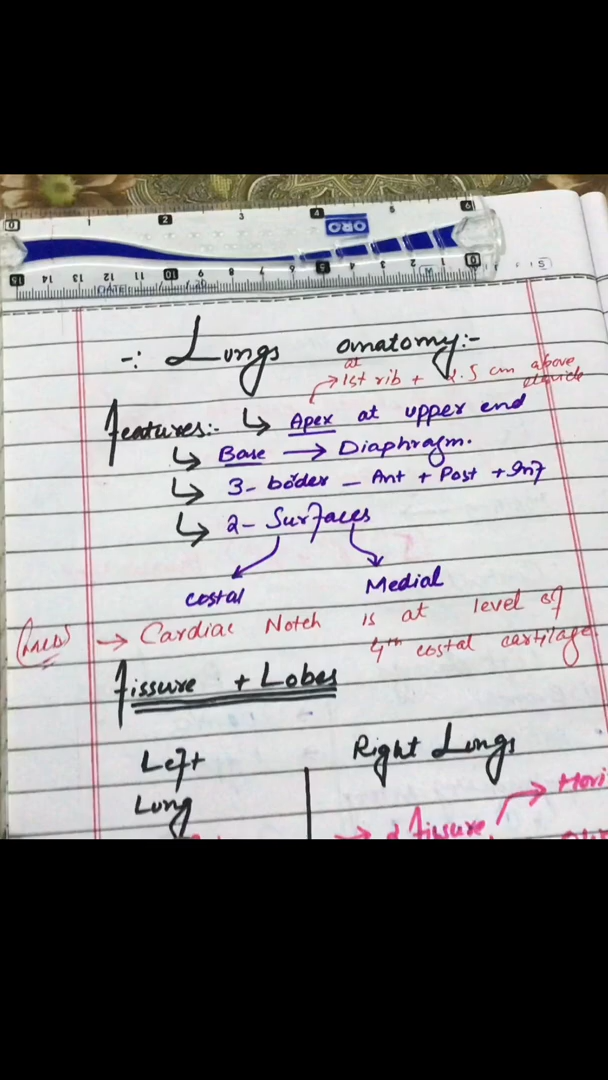 ORO
DATE
-: Lungs anatomy:-
at
1st rib + 2.5 cm above
clavicle
Features:- ↳ Apex at upper end
↳ Base → Diaphragm.
↳ 3- boder - Ant + Post + Inf
↳ 2- Surfaces
costal Medial
(MCQ) → Cardiac Notch is at level of
4th costal cartilage
Fissure + Lobes
Left Right Lungs
Lung
→ 2 fissure → Hori